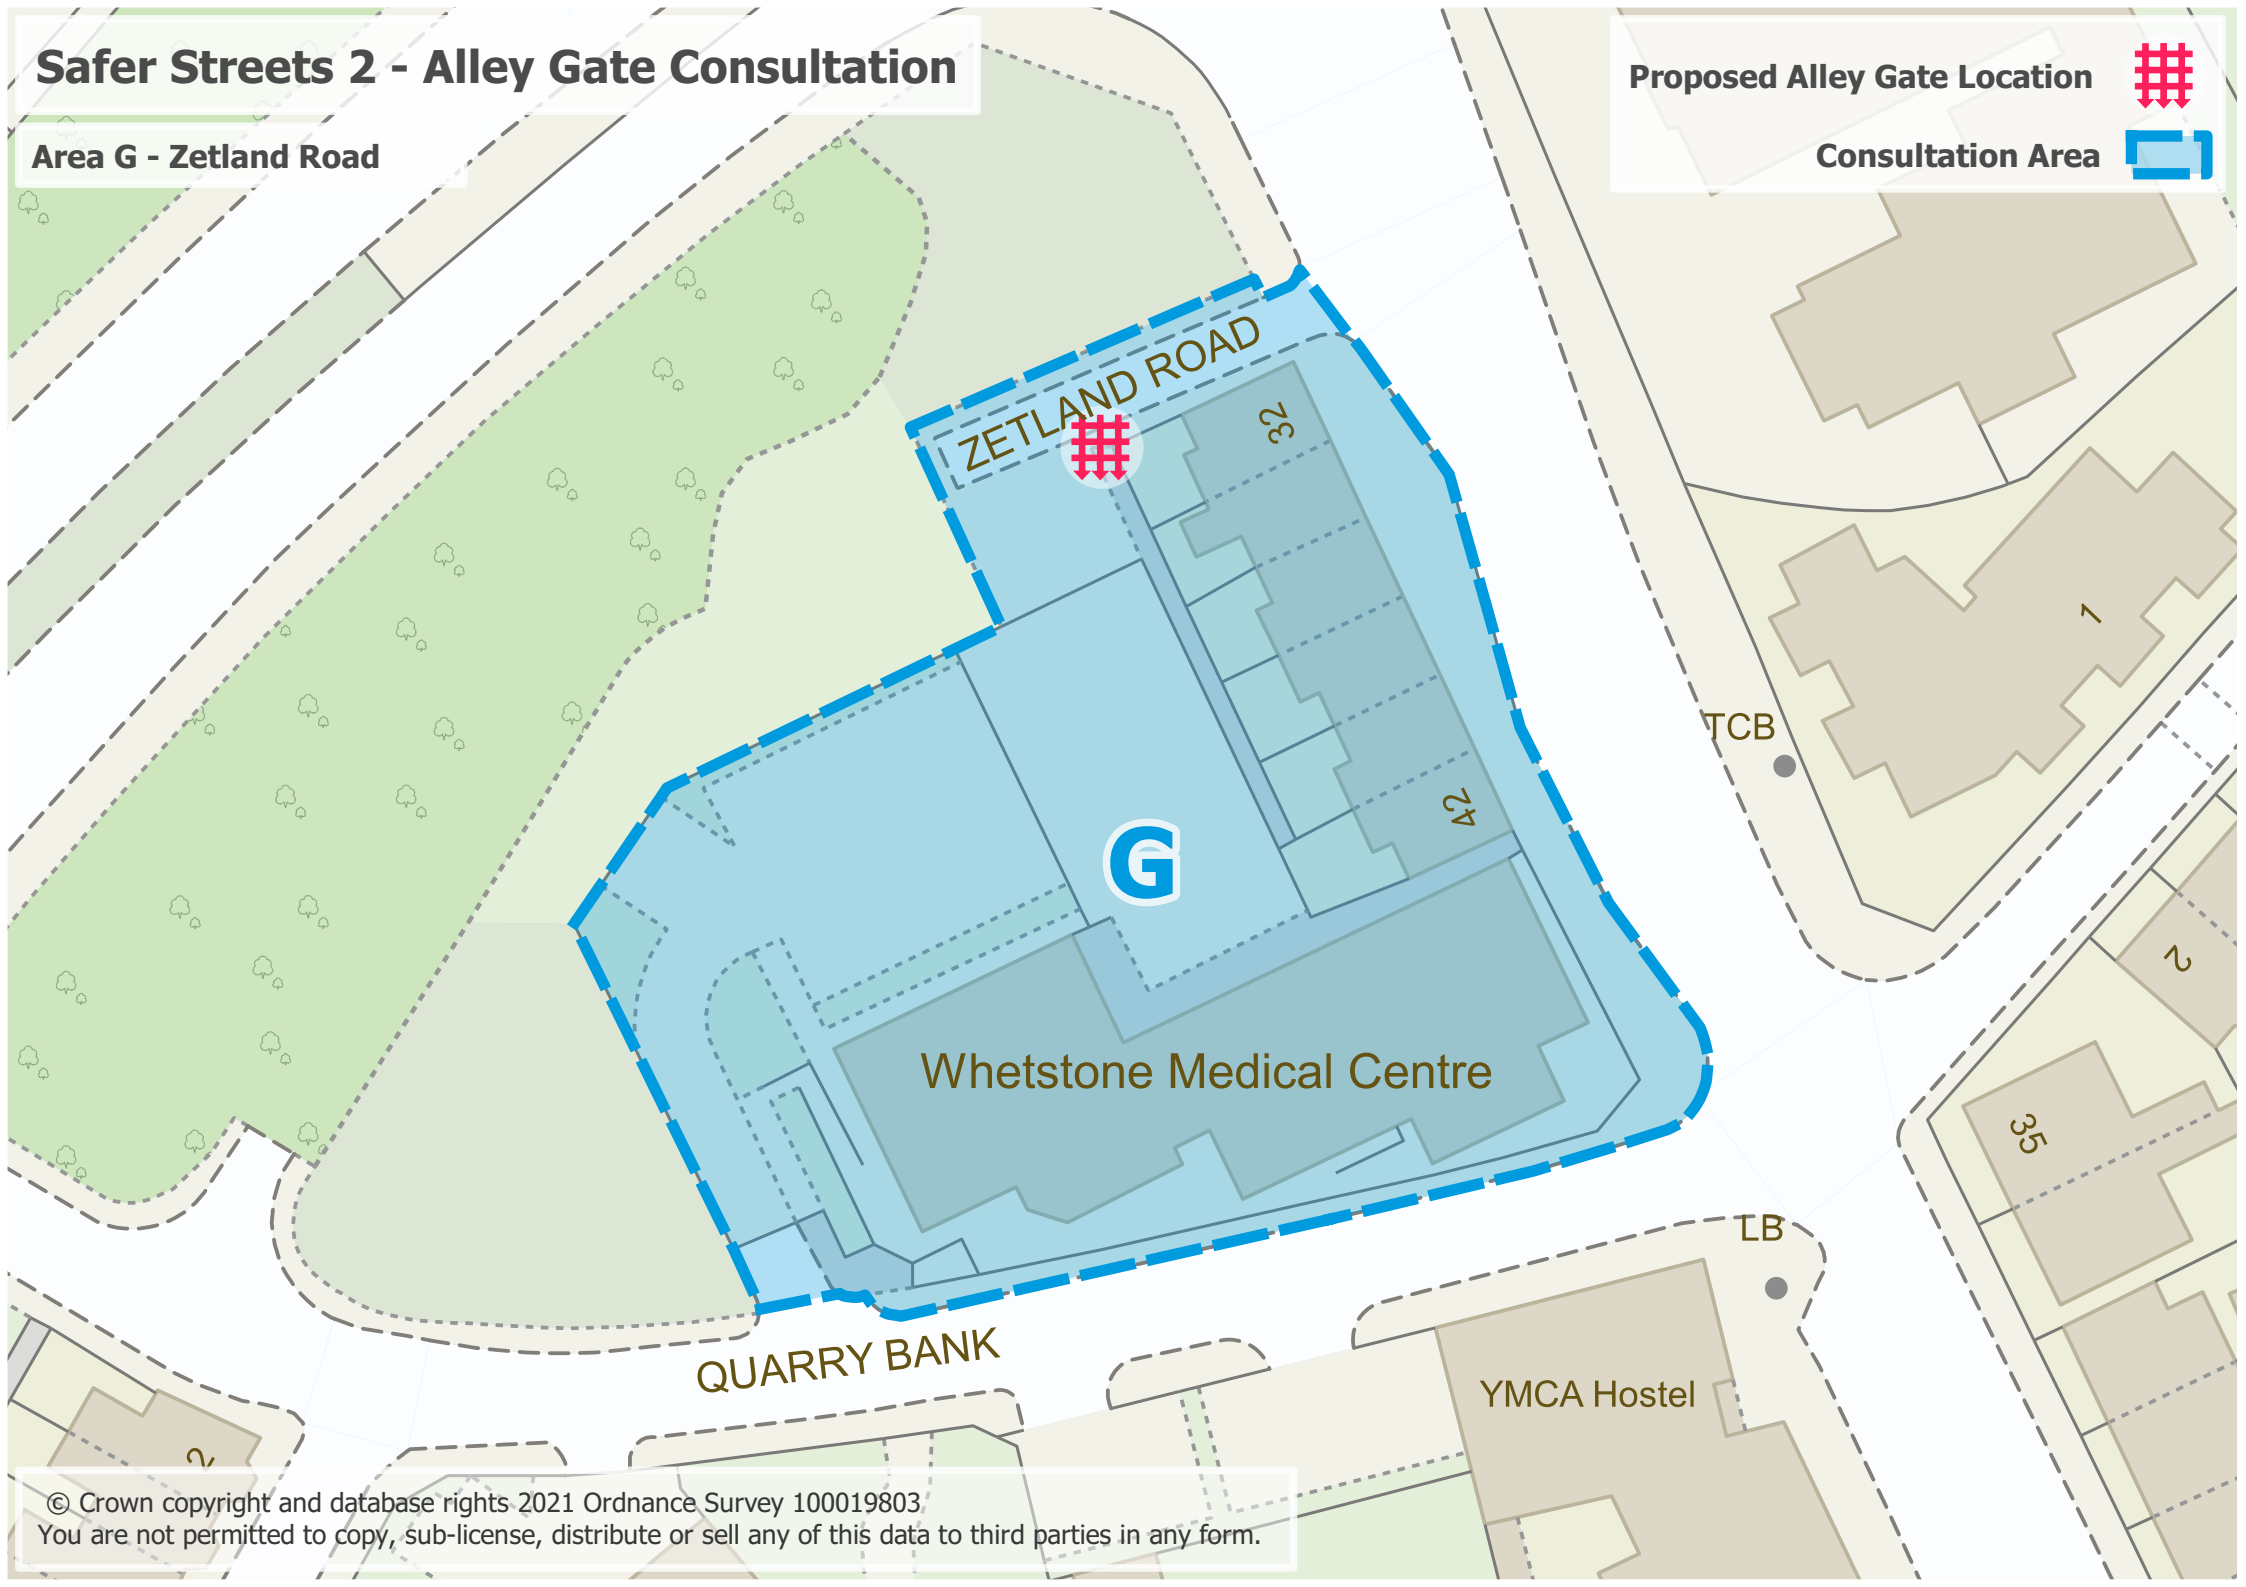 Safer Streets 2 - Alley Gate Consultation
Area G - Zetland Road
Proposed Alley Gate Location
Consultation Area
ZETLAND ROAD
32
42
G
Whetstone Medical Centre
TCB
1
2
35
LB
QUARRY BANK
YMCA Hostel
2
© Crown copyright and database rights 2021 Ordnance Survey 100019803
You are not permitted to copy, sub-license, distribute or sell any of this data to third parties in any form.